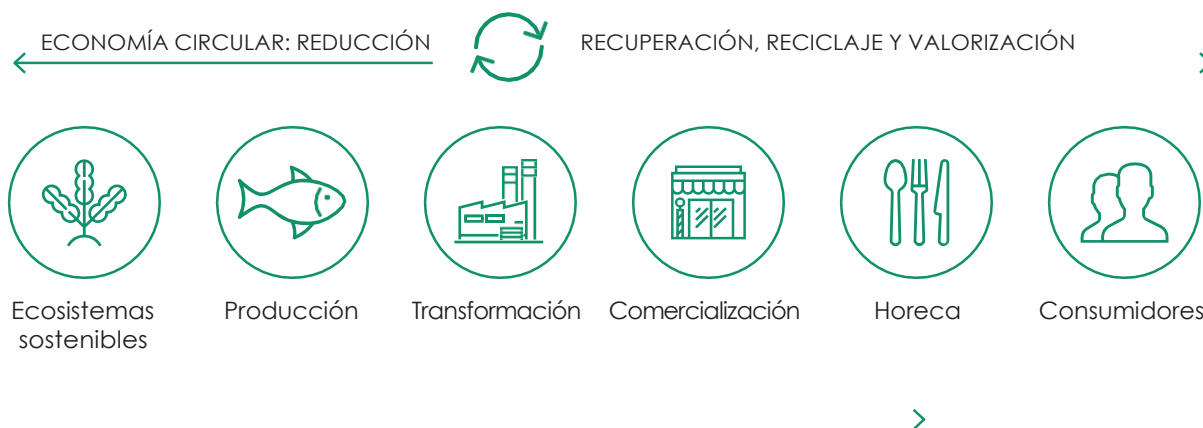 ECONOMÍA CIRCULAR: REDUCCIÓN
RECUPERACIÓN, RECICLAJE Y VALORIZACIÓN
Ecosistemas
sostenibles
Producción
Transformación
Comercialización
Horeca
Consumidores